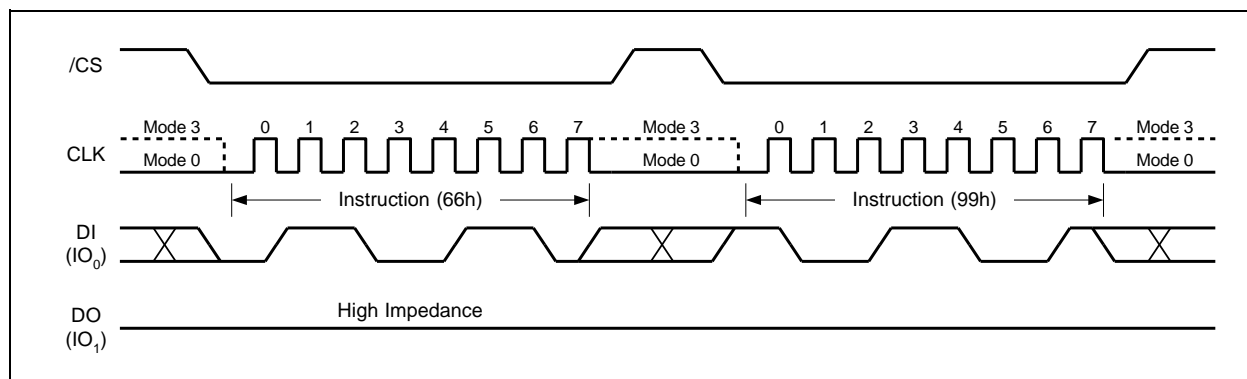 /CS
Mode 3 0 1 2 3 4 5 6 7 Mode 3 0 1 2 3 4 5 6 7 Mode 3
CLK Mode 0 Mode 0 Mode 0
Instruction (66h) Instruction (99h)
DI
(IO0)
High Impedance
DO
(IO1)